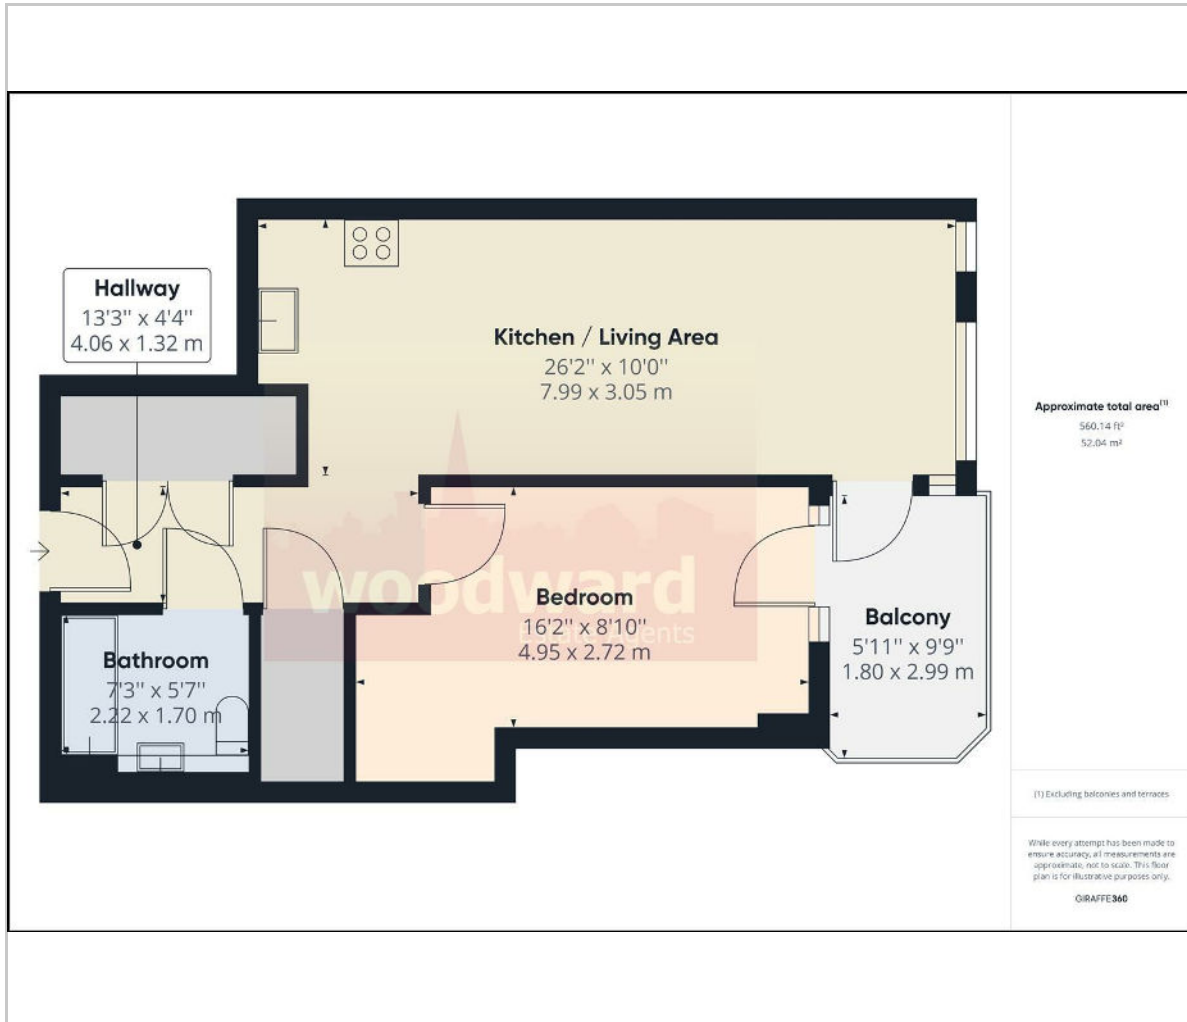 Hallway
13'3'' x 4'4''
4.06 x 1.32 m
Kitchen / Living Area
26'2'' x 10'0''
7.99 x 3.05 m
woodward
Estate Agents
Bedroom
16'2'' x 8'10''
4.95 x 2.72 m
Bathroom
7'3'' x 5'7''
2.22 x 1.70 m
Balcony
5'11'' x 9'9''
1.80 x 2.99 m
Approximate total area(1)
560.14 ft²
52.04 m²
(1) Excluding balconies and terraces
While every attempt has been made to
ensure accuracy, all measurements are
approximate, not to scale. This floor
plan is for illustrative purposes only.
GIRAFFE360